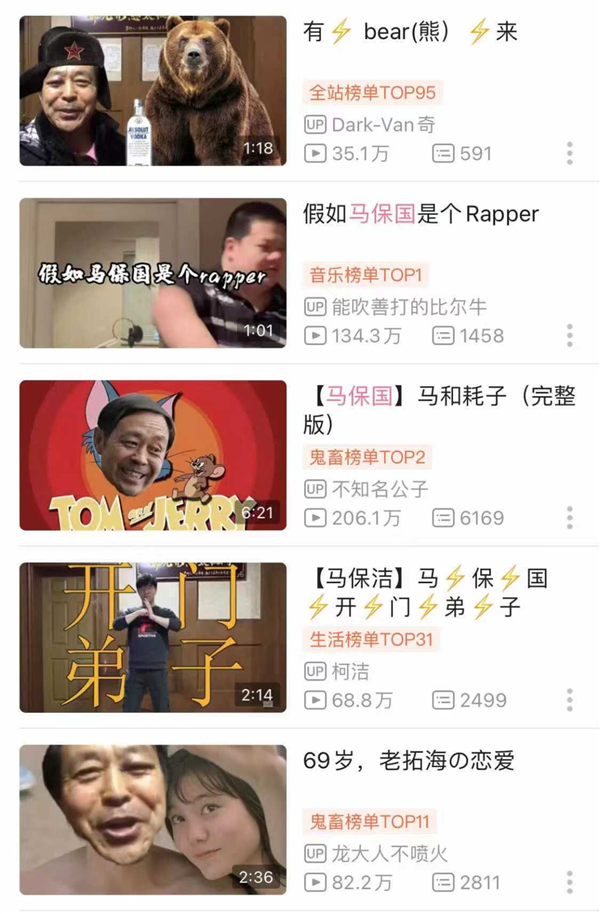 有⚡ bear(熊) ⚡来
全站榜单TOP95
UP Dark-Van奇
35.1万 591
ABSOLUT
VODKA
1:18
假如马保国是个Rapper
音乐榜单TOP1
UP 能吹善打的比尔牛
134.3万 1458
假如马保国是个rapper
1:01
【马保国】马和耗子（完整
版）
鬼畜榜单TOP2
UP 不知名公子
206.1万 6169
TOM and JERRY
6:21
【马保洁】马⚡保⚡国
⚡开⚡门⚡弟⚡子
生活榜单TOP31
UP 柯洁
68.8万 2499
开门
弟子
2:14
69岁，老拓海の恋爱
鬼畜榜单TOP11
UP 龙大人不喷火
82.2万 2811
2:36